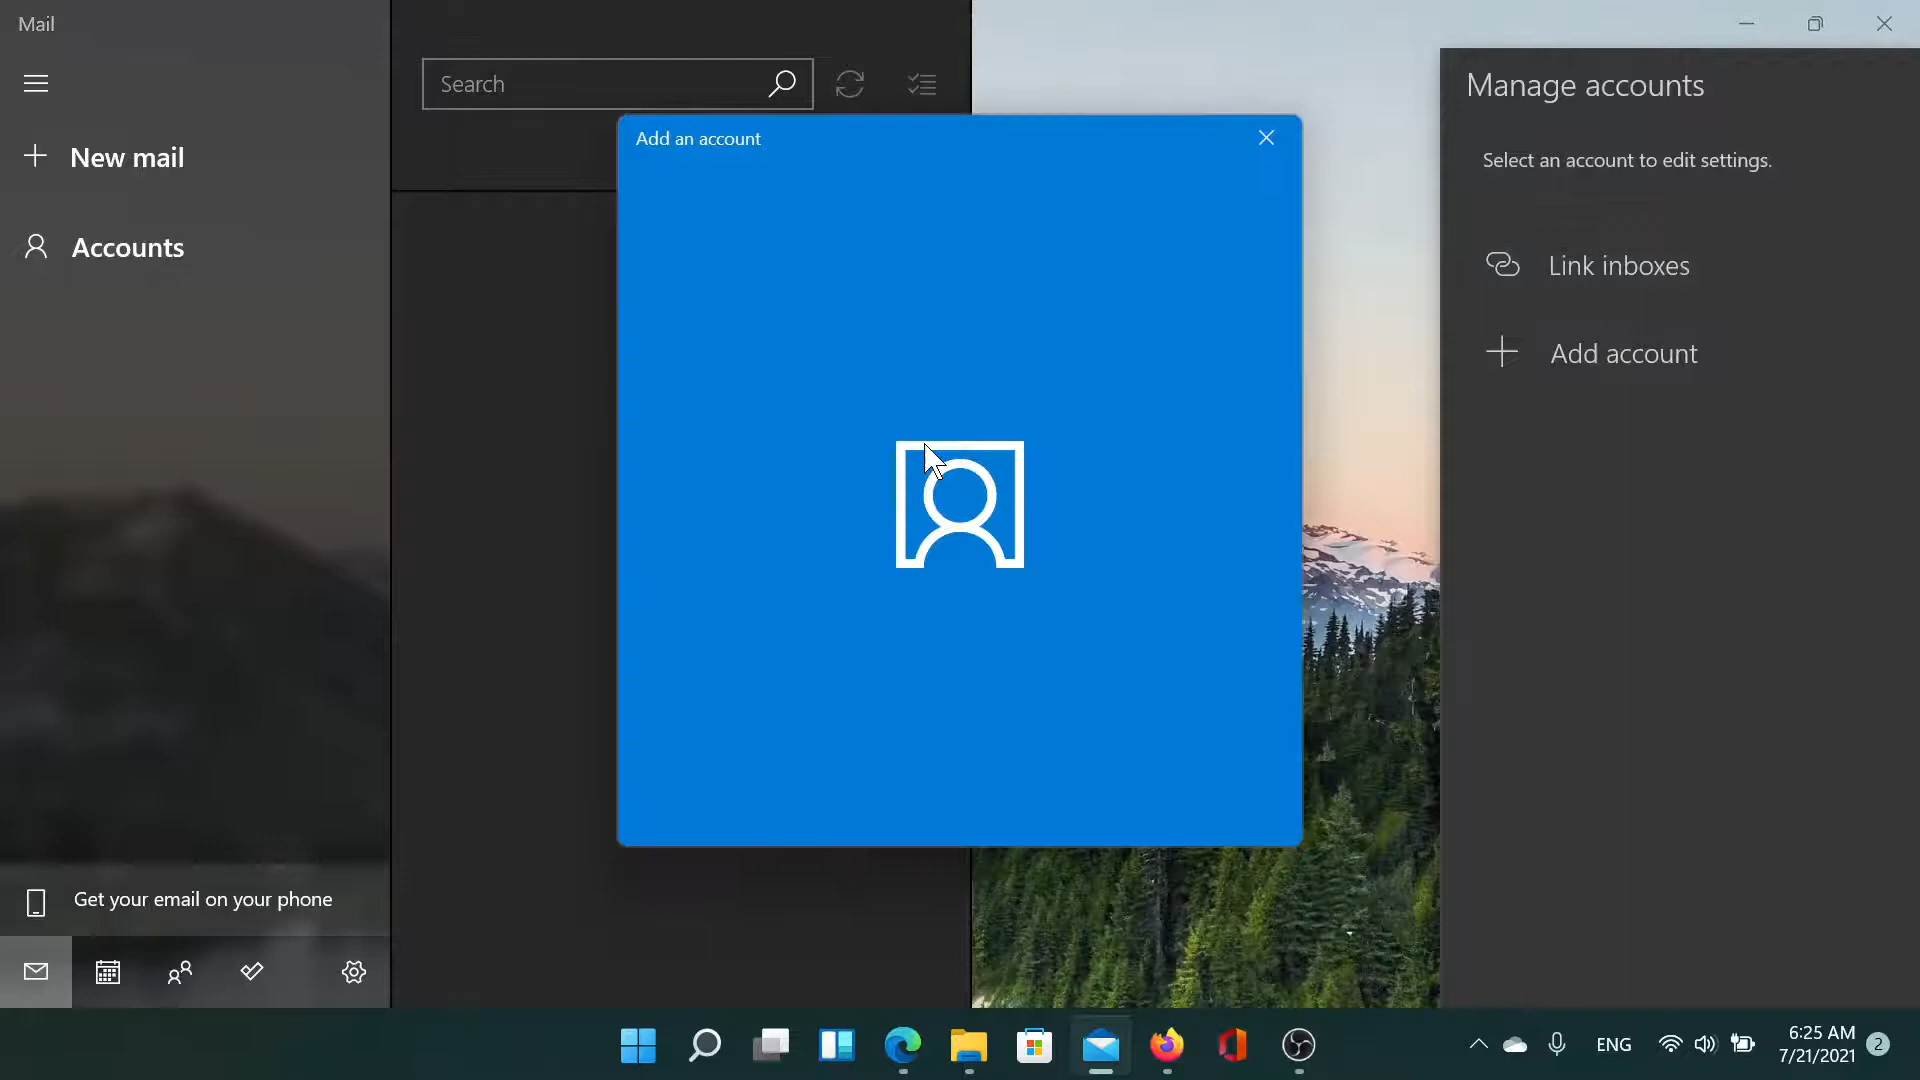 Mail
Search
New mail
Accounts
Get your email on your phone
Add an account
Manage accounts
Select an account to edit settings.
Link inboxes
Add account
ENG
6:25 AM
7/21/2021
2